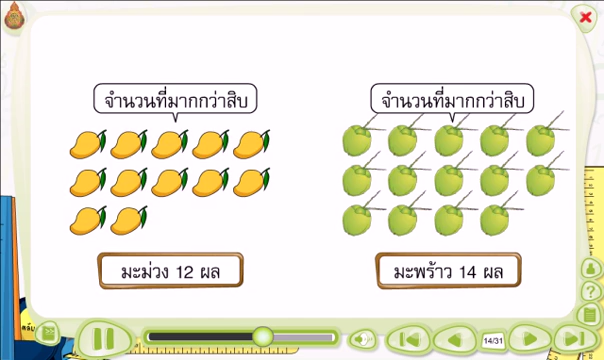 จำนวนที่มากกว่าสิบ
จำนวนที่มากกว่าสิบ
มะม่วง 12 ผล
มะพร้าว 14 ผล
14/31